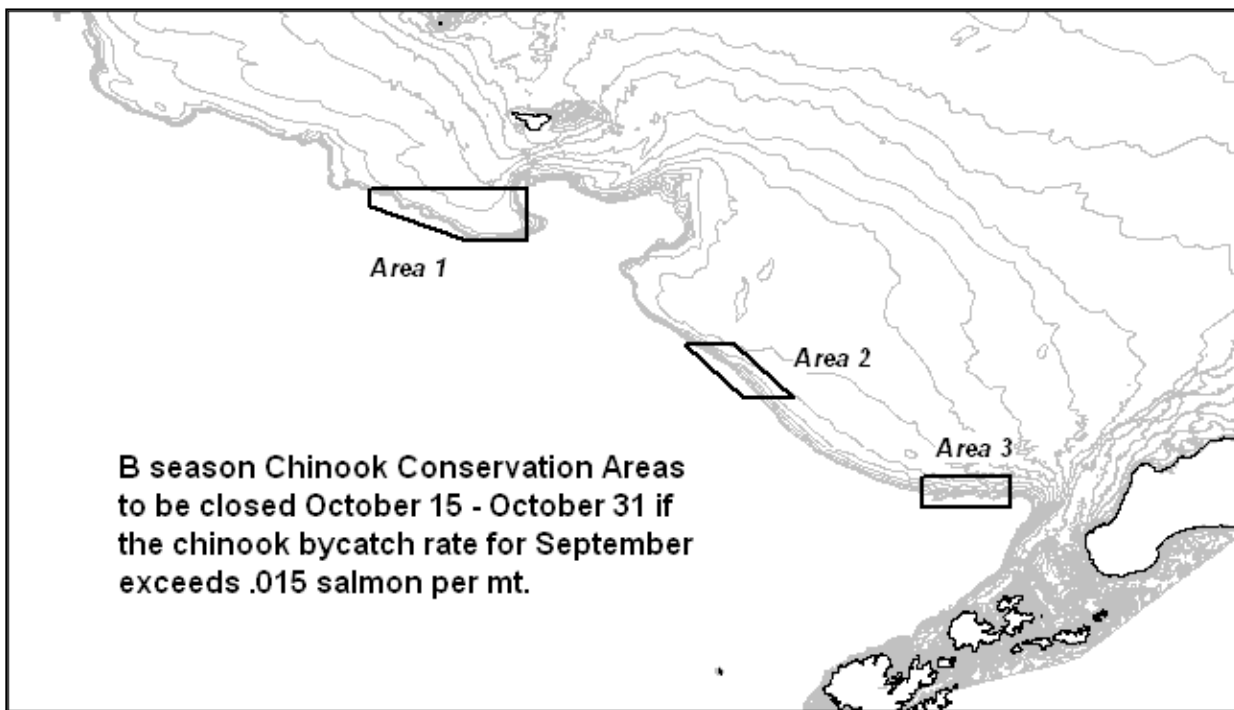 Area 1
Area 2
Area 3
B season Chinook Conservation Areas
to be closed October 15 - October 31 if
the chinook bycatch rate for September
exceeds .015 salmon per mt.